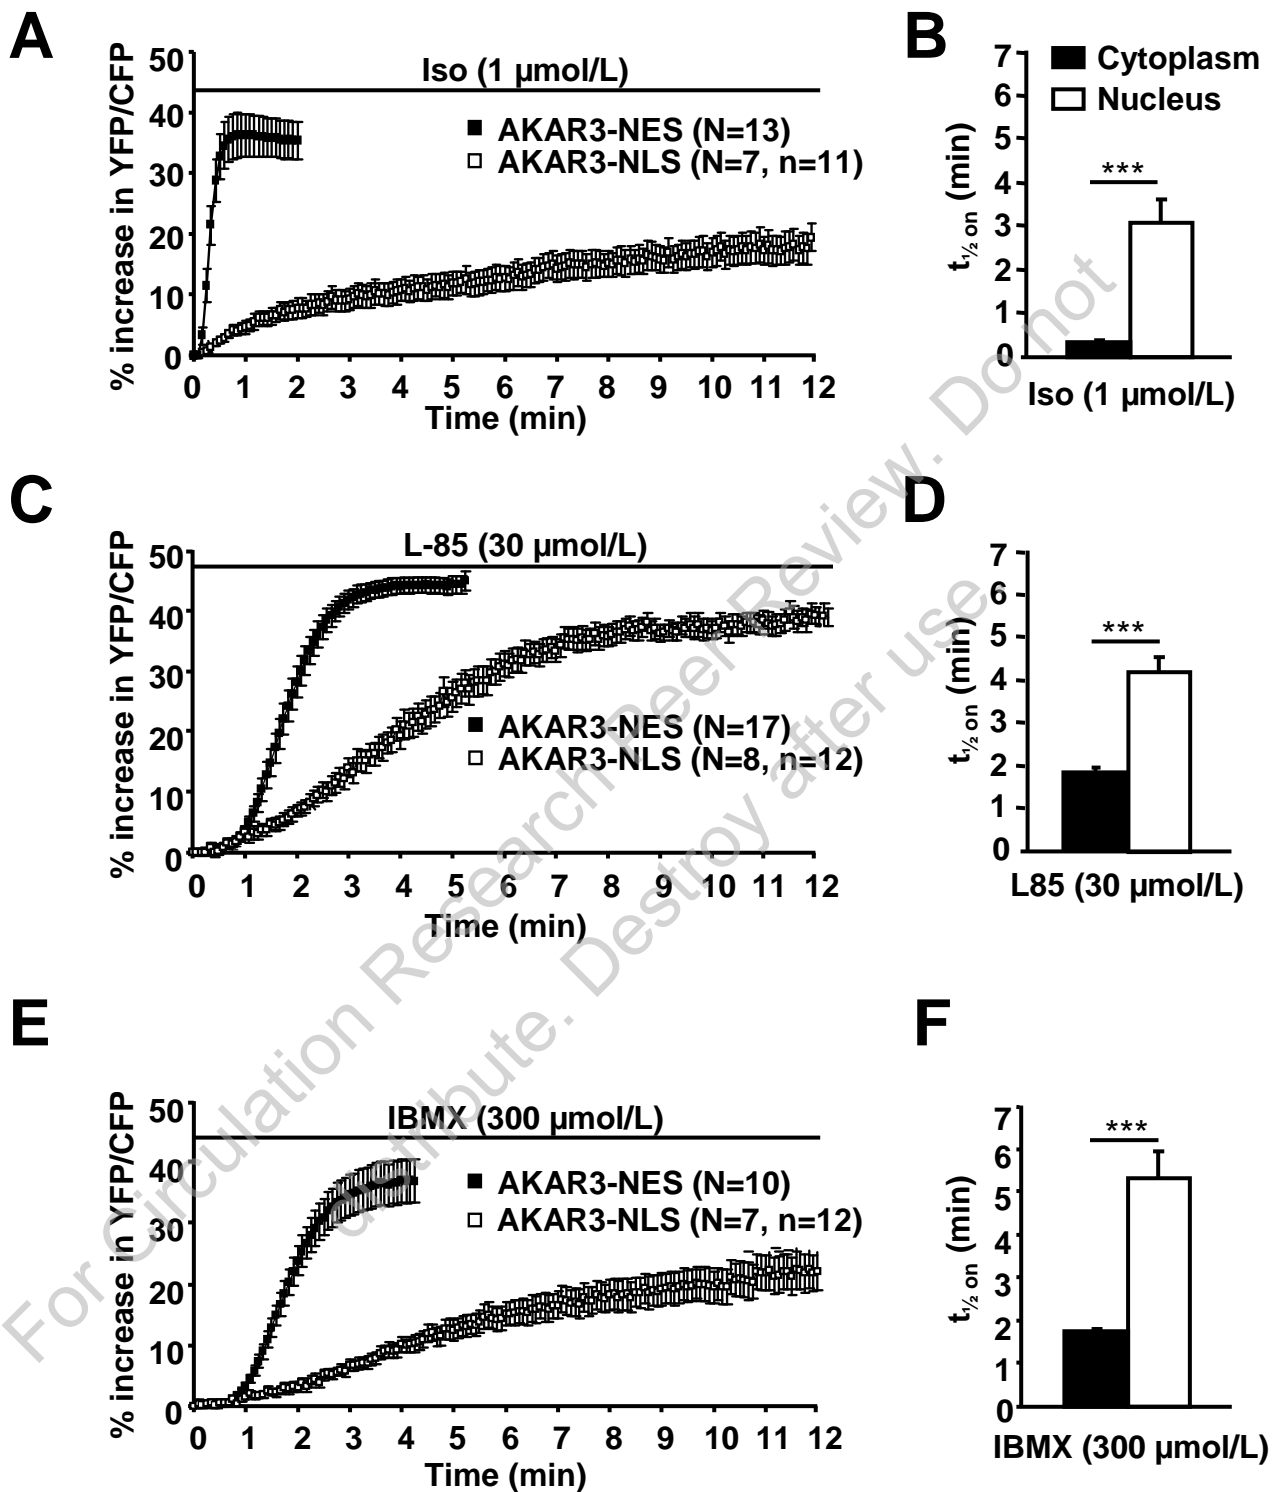 A
50
40
30
20
10
0
% increase in YFP/CFP
Iso (1 µmol/L)
AKAR3-NES (N=13)
AKAR3-NLS (N=7, n=11)
0 1 2 3 4 5 6 7 8 9 10 11 12
Time (min)
B
7
6
5
4
3
2
1
0
t½ on (min)
Cytoplasm
Nucleus
***
Iso (1 µmol/L)
C
50
40
30
20
10
0
% increase in YFP/CFP
L-85 (30 µmol/L)
AKAR3-NES (N=17)
AKAR3-NLS (N=8, n=12)
0 1 2 3 4 5 6 7 8 9 10 11 12
Time (min)
D
7
6
5
4
3
2
1
0
t½ on (min)
***
L85 (30 µmol/L)
E
50
40
30
20
10
0
% increase in YFP/CFP
IBMX (300 µmol/L)
AKAR3-NES (N=10)
AKAR3-NLS (N=7, n=12)
0 1 2 3 4 5 6 7 8 9 10 11 12
Time (min)
F
7
6
5
4
3
2
1
0
t½ on (min)
***
IBMX (300 µmol/L)
For Circulation Research Peer Review. Do not
distribute. Destroy after use.